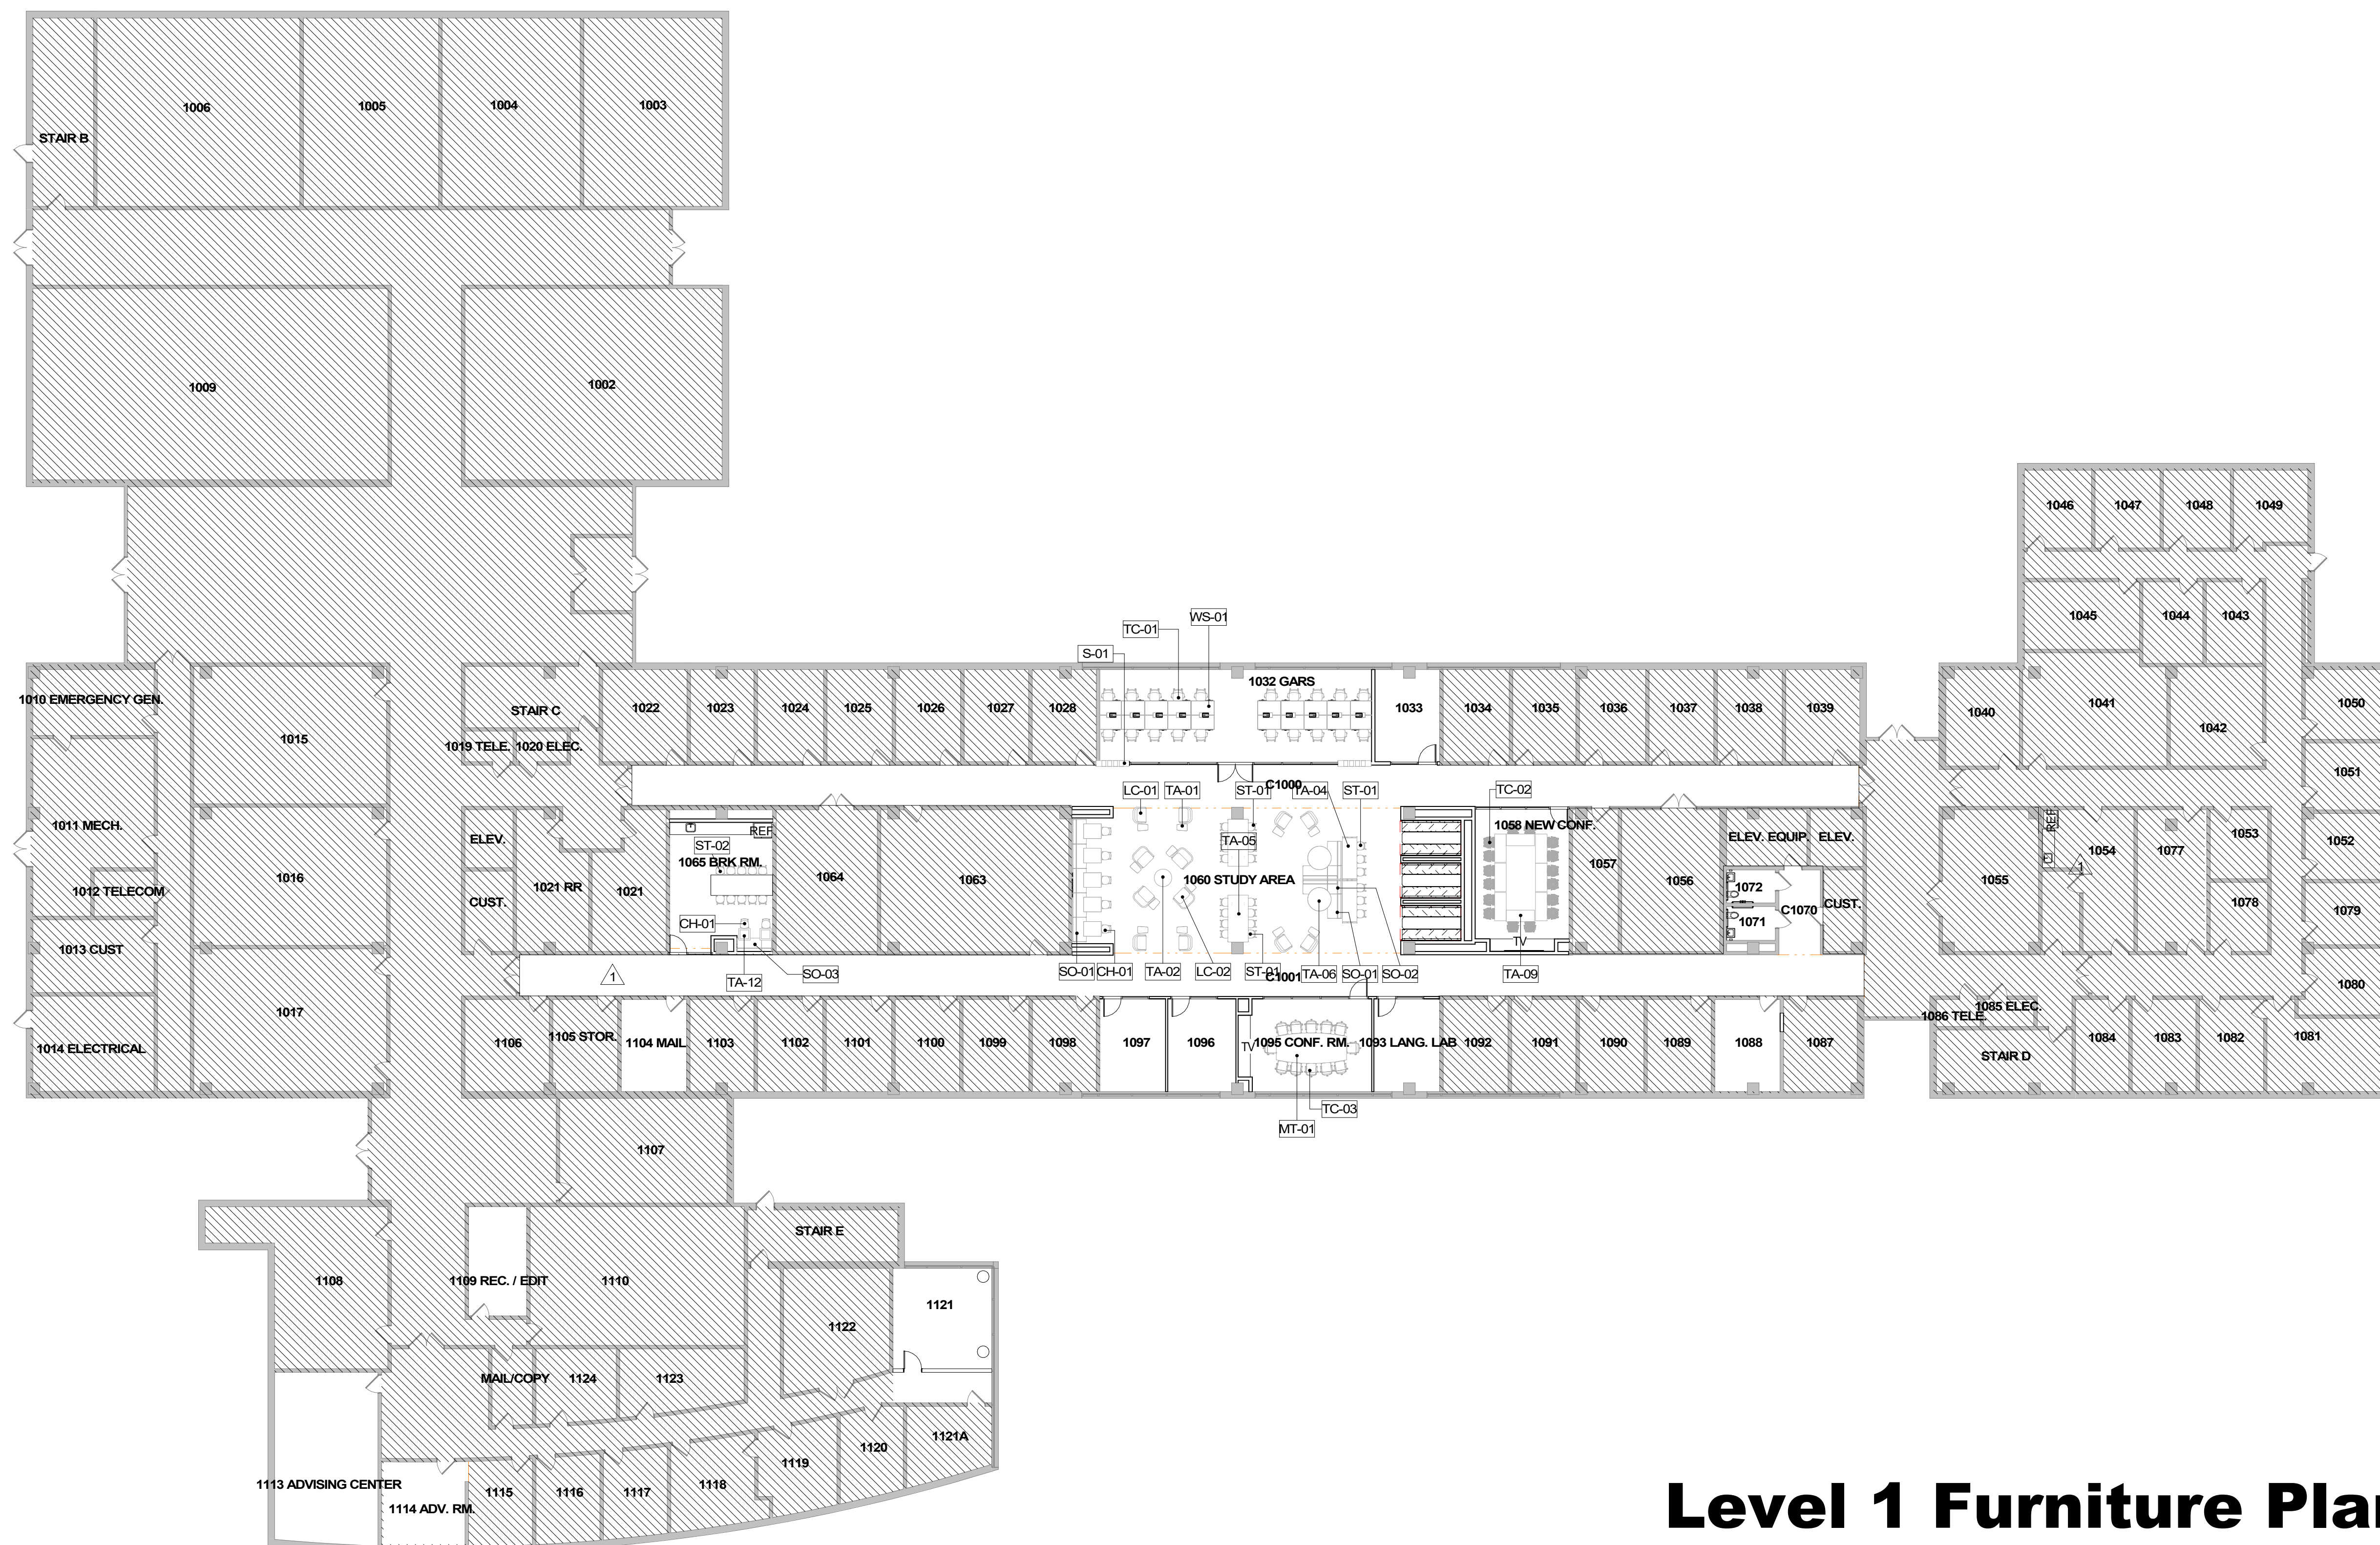 1006
1005
1004
1003
STAIR B
1009
1002
1046
1047
1048
1049
1045
1044
1043
WS-01
TC-01
S-01
1010 EMERGENCY GEN.
1015
STAIR C
1019 TELE.
1020 ELEC.
1022
1023
1024
1025
1026
1027
1028
1032 GARS
1033
1034
1035
1036
1037
1038
1039
1040
1041
1042
1050
1051
C1000
LC-01
TA-01
ST-01
TA-04
ST-01
TC-02
1011 MECH.
1012 TELECOM
1016
ELEV.
CUST.
1021 RR
1021
REF.
ST-02
1065 BRK RM.
CH-01
1064
1063
TA-05
1060 STUDY AREA
1058 NEW CONF.
TV
1057
1056
ELEV. EQUIP.
ELEV.
1072
1071
C1070
CUST.
1055
REF.
1054
1
1077
1053
1078
1052
1079
1013 CUST
1
TA-12
SO-03
SO-01
CH-01
TA-02
LC-02
ST-01
C1001
TA-06
SO-01
SO-02
TA-09
1080
1014 ELECTRICAL
1017
1106
1105 STOR.
1104 MAIL
1103
1102
1101
1100
1099
1098
1097
1096
TV
1095 CONF. RM.
1093 LANG. LAB
1092
1091
1090
1089
1088
1087
1086 TELE.
1085 ELEC.
STAIR D
1084
1083
1082
1081
TC-03
MT-01
1107
STAIR E
1108
1109 REC. / EDIT
1110
1122
1121
MAIL/COPY
1124
1123
1113 ADVISING CENTER
1114 ADV. RM.
1115
1116
1117
1118
1119
1120
1121A
Level 1 Furniture Pla